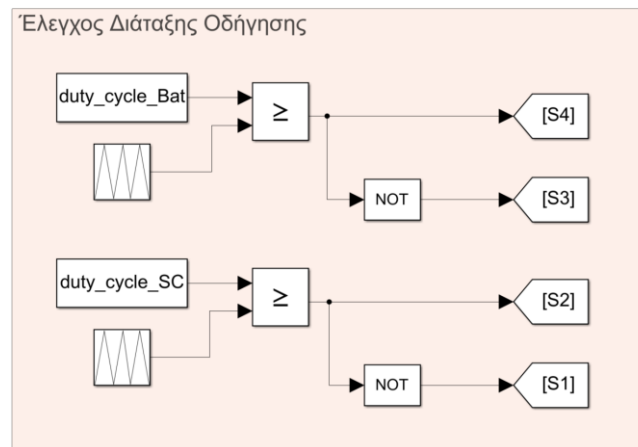 Έλεγχος Διάταξης Οδήγησης
duty_cycle_Bat
≥
[S4]
NOT
[S3]
duty_cycle_SC
≥
[S2]
NOT
[S1]